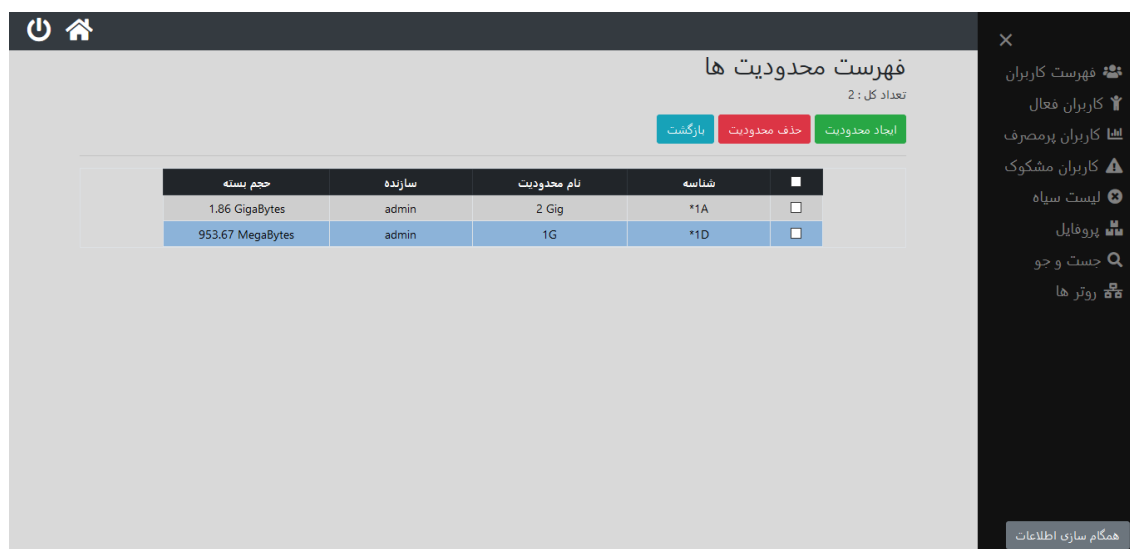 ×
فهرست کاربران
کاربران فعال
کاربران پرمصرف
کاربران مشکوک
لیست سیاه
پروفایل
جست و جو
روتر ها
همگام سازی اطلاعات
فهرست محدودیت ها
تعداد کل : 2
ایجاد محدودیت حذف محدودیت بازگشت
شناسه نام محدودیت سازنده حجم بسته
*1A 2 Gig admin 1.86 GigaBytes
*1D 1G admin 953.67 MegaBytes